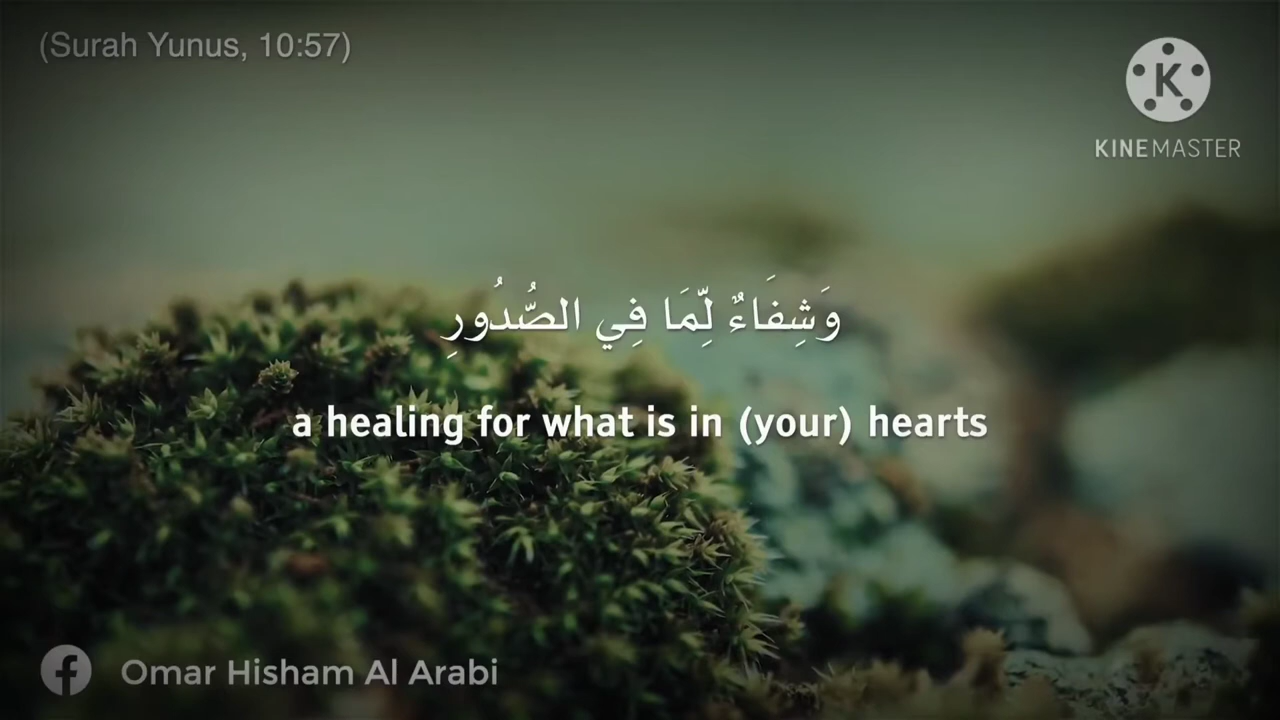 (Surah Yunus, 10:57)
K
KINEMASTER
وَشِفَاءٌ لِّمَا فِي الصُّدُورِ
a healing for what is in (your) hearts
f
Omar Hisham Al Arabi